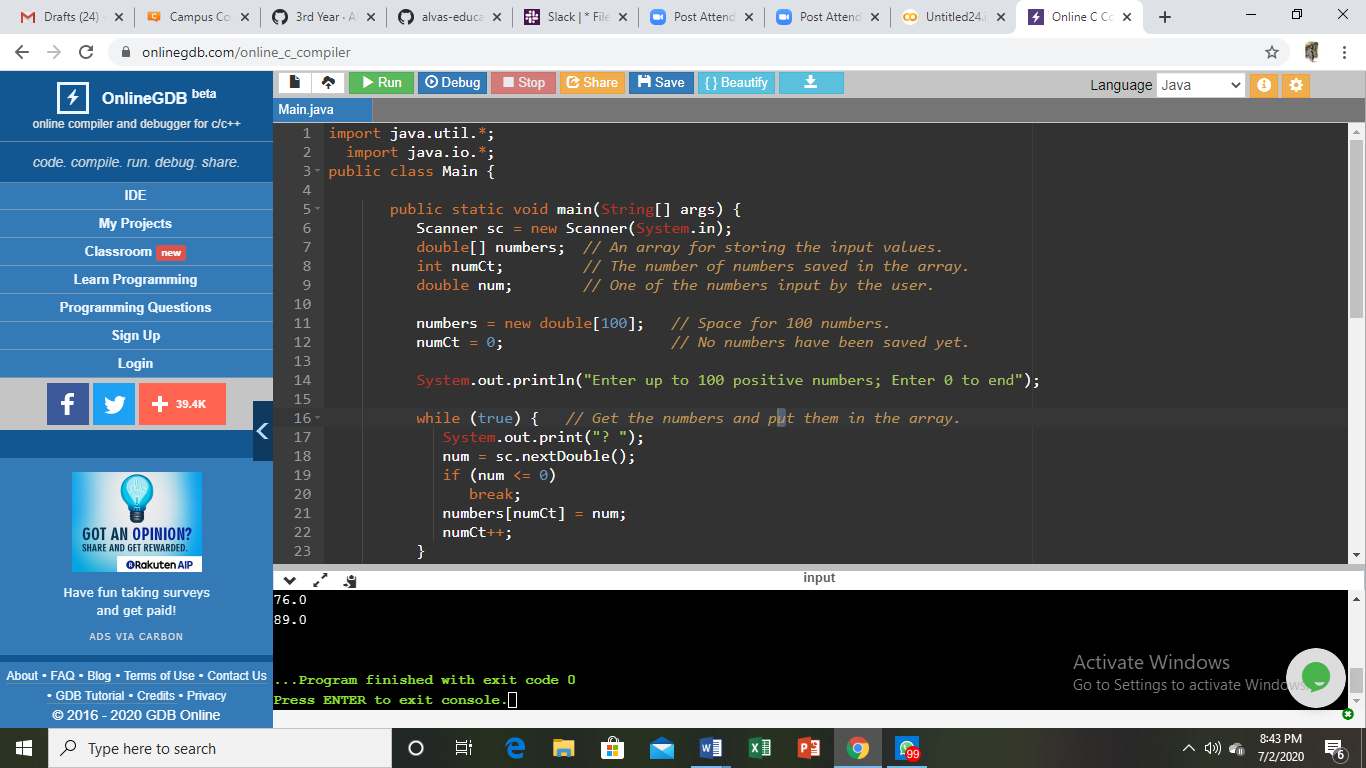 Drafts (24) -
Campus Co
3rd Year · A
alvas-educa
Slack | * File
Post Attend
Post Attend
Untitled24.i
Online C Co
onlinegdb.com/online_c_compiler
OnlineGDB beta
online compiler and debugger for c/c++
code. compile. run. debug. share.
IDE
My Projects
Classroom new
Learn Programming
Programming Questions
Sign Up
Login
f
+ 39.4K
GOT AN OPINION?
SHARE AND GET REWARDED.
Rakuten AIP
Have fun taking surveys
and get paid!
ADS VIA CARBON
About • FAQ • Blog • Terms of Use • Contact Us
• GDB Tutorial • Credits • Privacy
© 2016 - 2020 GDB Online
Run Debug Stop Share Save { } Beautify
Language Java
Main.java
1 import java.util.*;
2 import java.io.*;
3 public class Main {
4
5 public static void main(String[] args) {
6 Scanner sc = new Scanner(System.in);
7 double[] numbers; // An array for storing the input values.
8 int numCt; // The number of numbers saved in the array.
9 double num; // One of the numbers input by the user.
10
11 numbers = new double[100]; // Space for 100 numbers.
12 numCt = 0; // No numbers have been saved yet.
13
14 System.out.println("Enter up to 100 positive numbers; Enter 0 to end");
15
16 while (true) { // Get the numbers and put them in the array.
17 System.out.print("? ");
18 num = sc.nextDouble();
19 if (num <= 0)
20 break;
21 numbers[numCt] = num;
22 numCt++;
23 }
input
76.0
89.0
...Program finished with exit code 0
Press ENTER to exit console.
Activate Windows
Go to Settings to activate Windows.
Type here to search
99
8:43 PM
7/2/2020
6